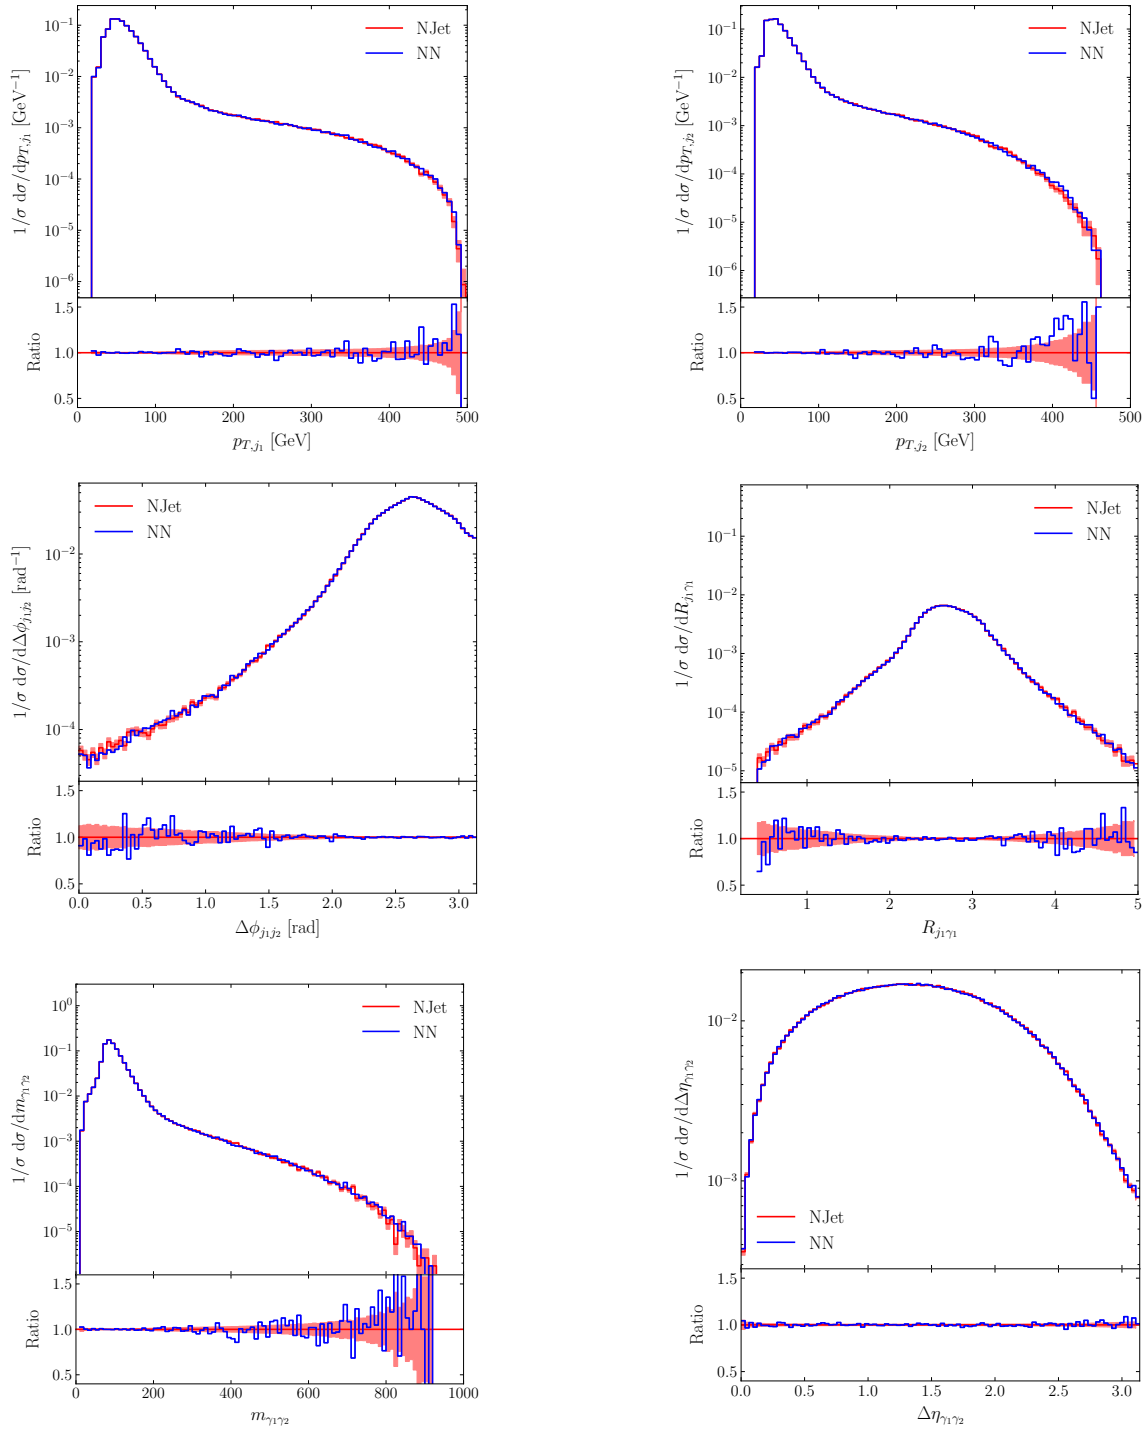 10⁻¹
10⁻²
10⁻³
10⁻⁴
10⁻⁵
10⁻⁶
1/σ dσ/dp_{T,j₁} [GeV⁻¹]
NJet
NN
1.5
1.0
0.5
Ratio
0 100 200 300 400 500
p_{T,j₁} [GeV]
10⁻¹
10⁻²
10⁻³
10⁻⁴
10⁻⁵
10⁻⁶
1/σ dσ/dp_{T,j₂} [GeV⁻¹]
NJet
NN
1.5
1.0
0.5
Ratio
0 100 200 300 400 500
p_{T,j₂} [GeV]
10⁻²
10⁻³
10⁻⁴
1/σ dσ/dΔϕ_{j₁j₂} [rad⁻¹]
NJet
NN
1.5
1.0
0.5
Ratio
0.0 0.5 1.0 1.5 2.0 2.5 3.0
Δϕ_{j₁j₂} [rad]
10⁻¹
10⁻²
10⁻³
10⁻⁴
10⁻⁵
1/σ dσ/dR_{j₁γ₁}
NJet
NN
1.5
1.0
0.5
Ratio
1 2 3 4 5
R_{j₁γ₁}
10⁰
10⁻¹
10⁻²
10⁻³
10⁻⁴
10⁻⁵
1/σ dσ/dm_{γ₁γ₂}
NJet
NN
1.5
1.0
0.5
Ratio
0 200 400 600 800 1000
m_{γ₁γ₂}
10⁻²
10⁻³
1/σ dσ/dΔη_{γ₁γ₂}
NJet
NN
1.5
1.0
0.5
Ratio
0.0 0.5 1.0 1.5 2.0 2.5 3.0
Δη_{γ₁γ₂}